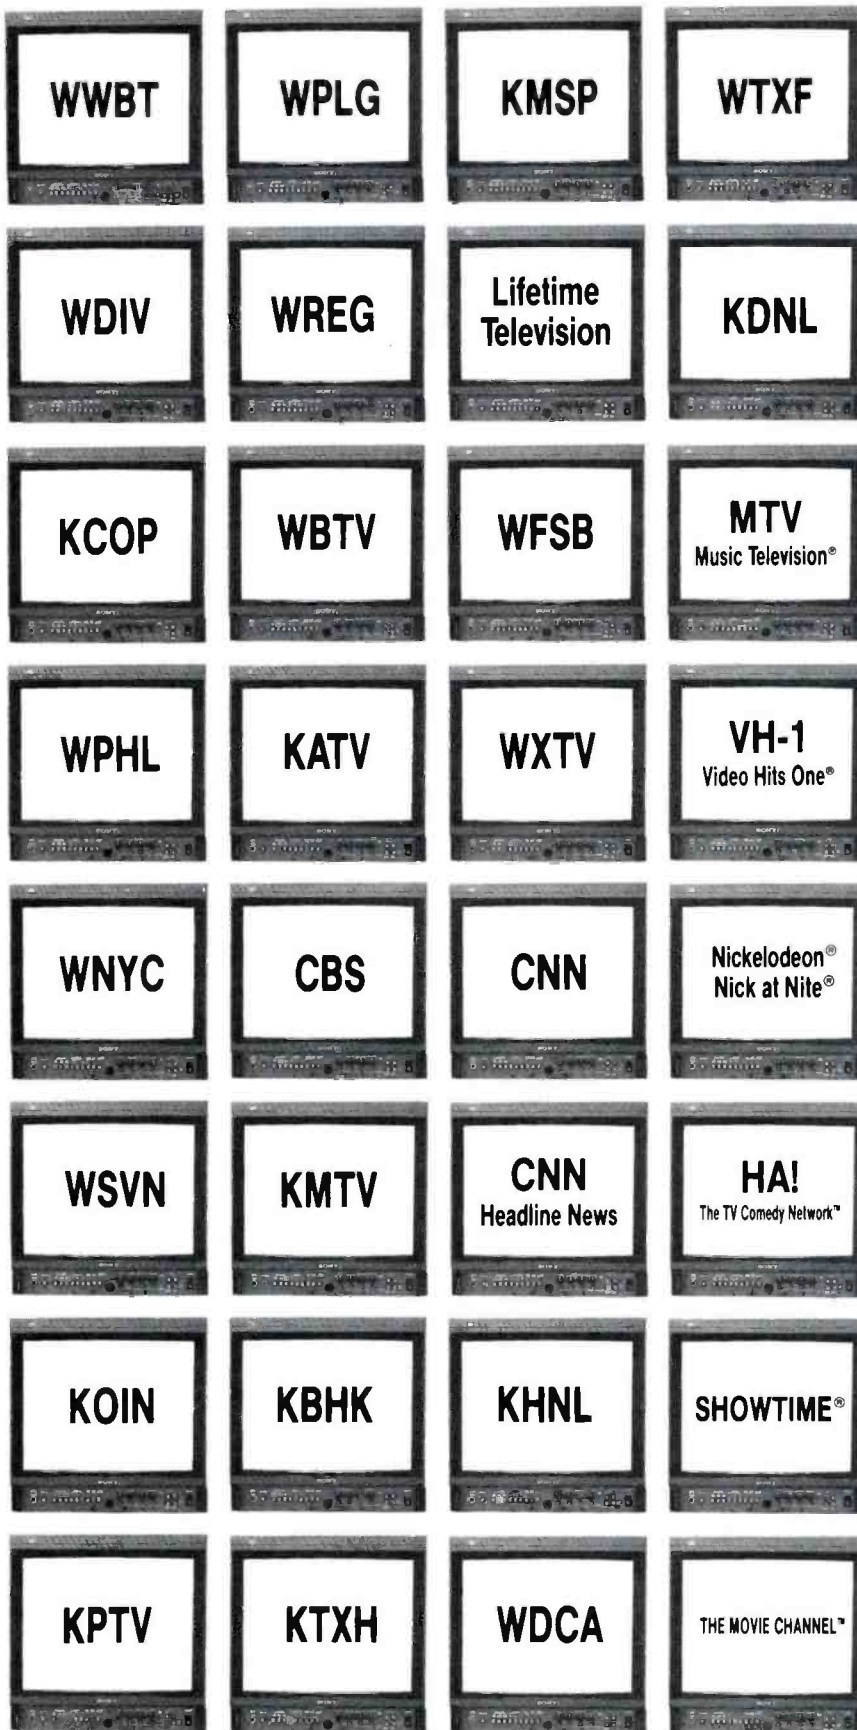 WWBT
WPLG
KMSP
WTXF
WDIV
WREG
Lifetime
Television
KDNL
KCOP
WBTV
WFSB
MTV
Music Television®
WPHL
KATV
WXTV
VH-1
Video Hits One®
WNYC
CBS
CNN
Nickelodeon®
Nick at Nite®
WSVN
KMTV
CNN
Headline News
HA!
The TV Comedy Network™
KOIN
KBHK
KHNL
SHOWTIME®
KPTV
KTXH
WDCA
THE MOVIE CHANNEL™